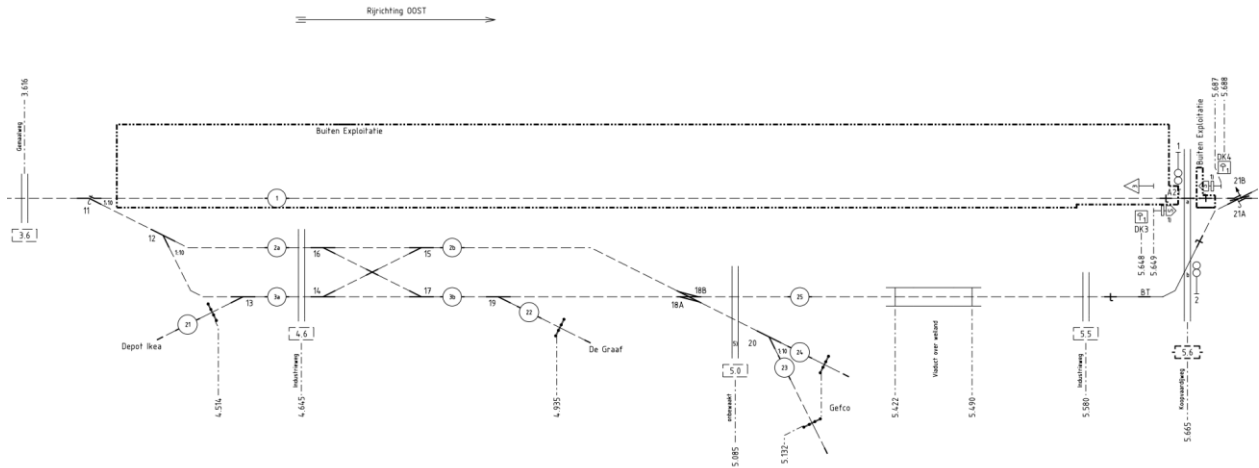 Rijrichting OOST
3.616
Gemaalweg
Buiten Exploitatie
Buiten Exploitatie
5.687
5.688
DK4
1
A2
21B
21A
3.6
11
1:10
1
12
1:10
2a
16
15
2b
DK3
5.648
5.649
a
b
3a
14
17
3b
19
13
21
22
18B
18A
25
BT
2
Depot Ikea
De Graaf
4.6
Industrieweg
4.514
4.645
4.935
5.0
onbewaakt
5.085
20
1:10
24
23
Gefco
5.132
5.422
Viaduct over weiland
5.490
5.5
Industrieweg
5.580
5.6
Koopvaardijweg
5.665